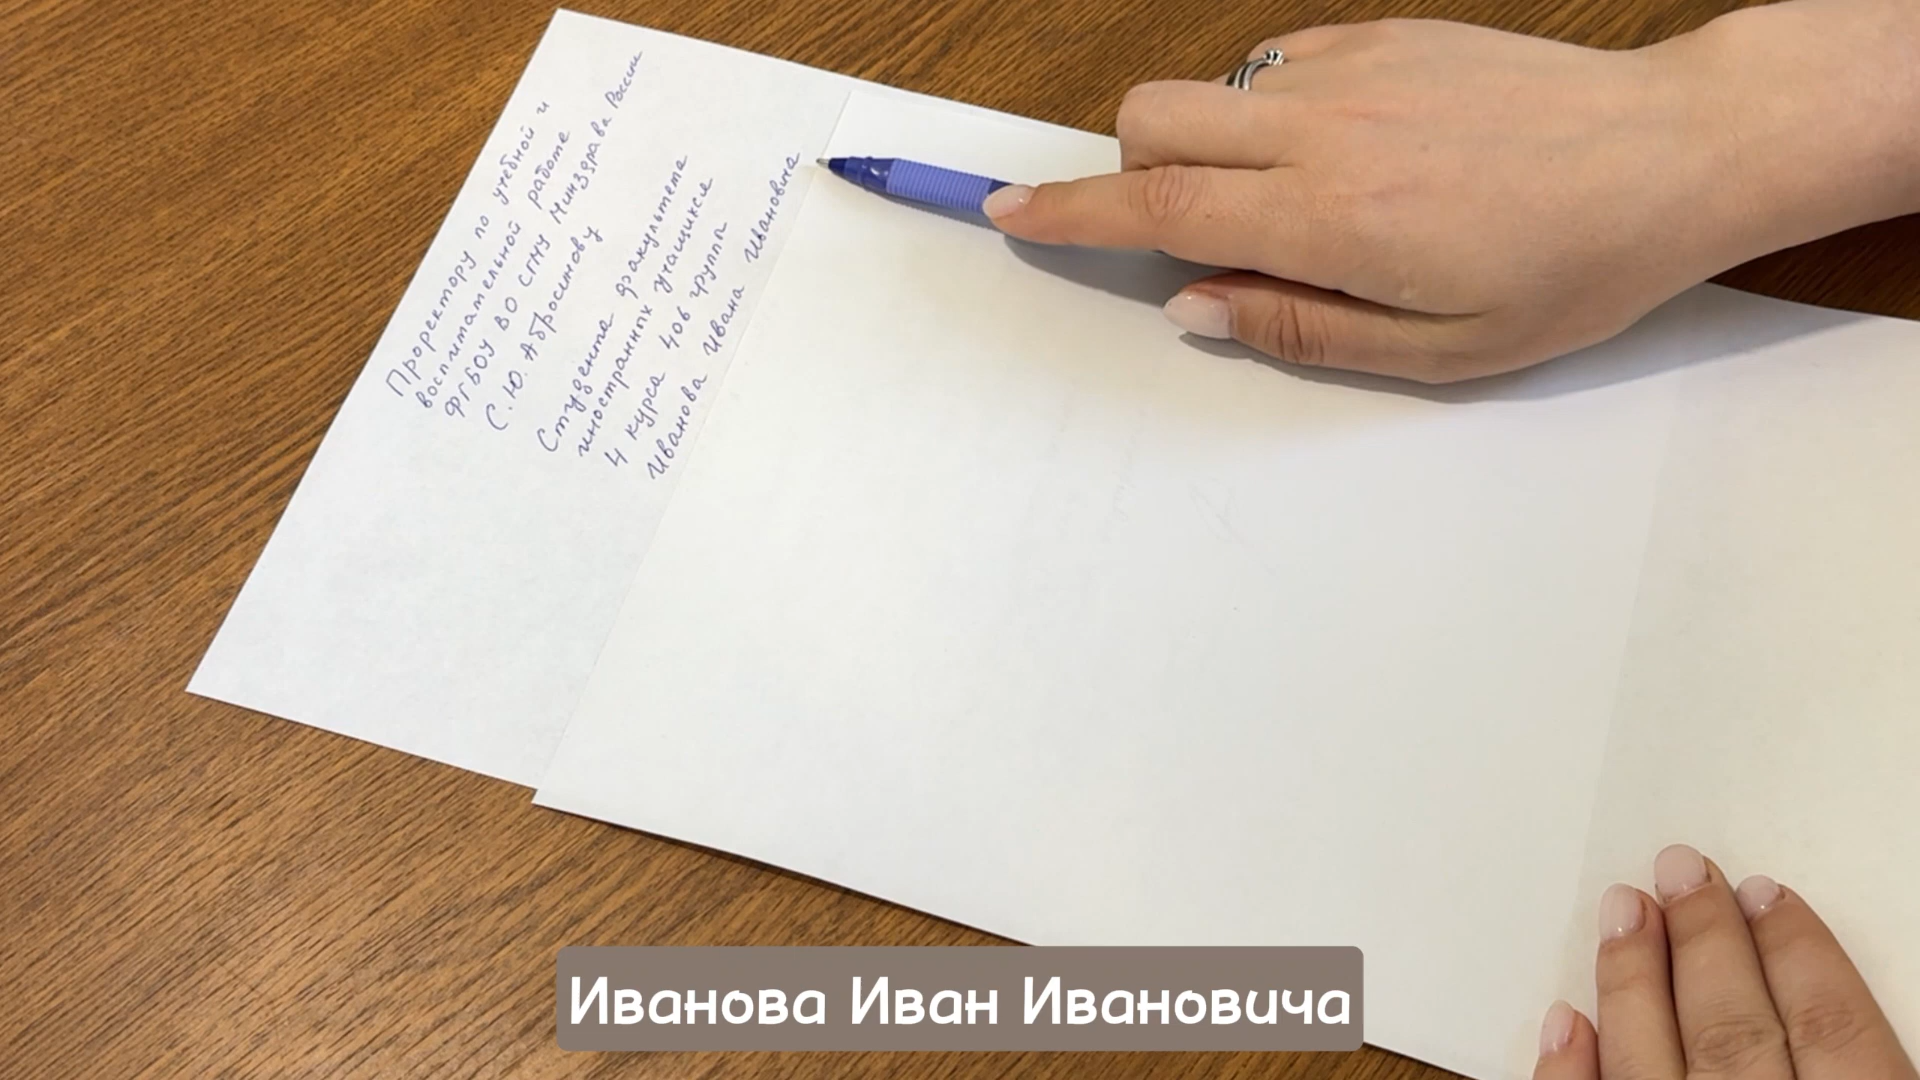 Проректору по учебной и
воспитательной работе
ФГБОУ ВО СГМУ Минздрава России
С.Ю. Абросимову
Студента факультета
иностранных учащихся
4 курса 406 групп
Иванова Ивана Ивановича
Иванова Иван Ивановича